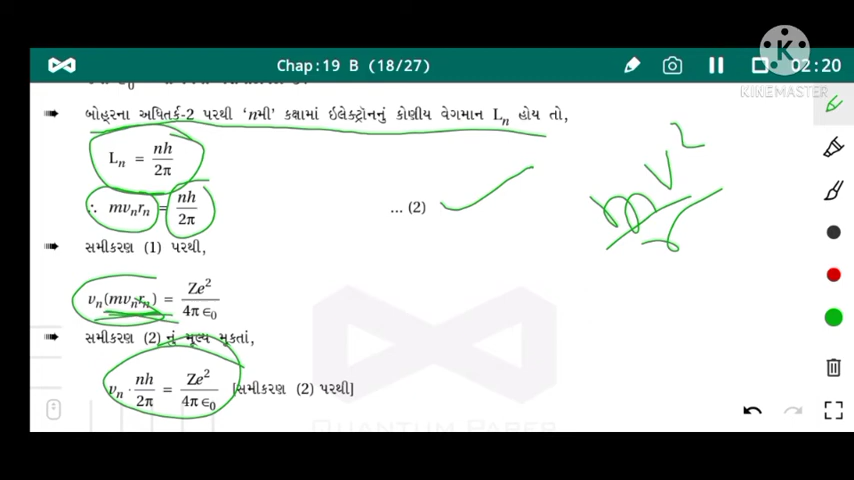 KINEMASTER
Chap:19 B (18/27)
02:20
➠ બોહ્‌રના અધિતર્ક-2 પરથી ‘nમી’ કક્ષામાં ઇલેક્ટ્રૉનનું કોણીય વેગમાન Lₙ હોય તો,
Lₙ = nh/2π
∴ mvₙrₙ = nh/2π ... (2)
mv²/r
➠ સમીકરણ (1) પરથી,
vₙ(mvₙrₙ) = Ze²/4π∈₀
➠ સમીકરણ (2) નું મૂલ્ય મુકતાં,
vₙ · nh/2π = Ze²/4π∈₀ [સમીકરણ (2) પરથી]
QUANTUM PAPER